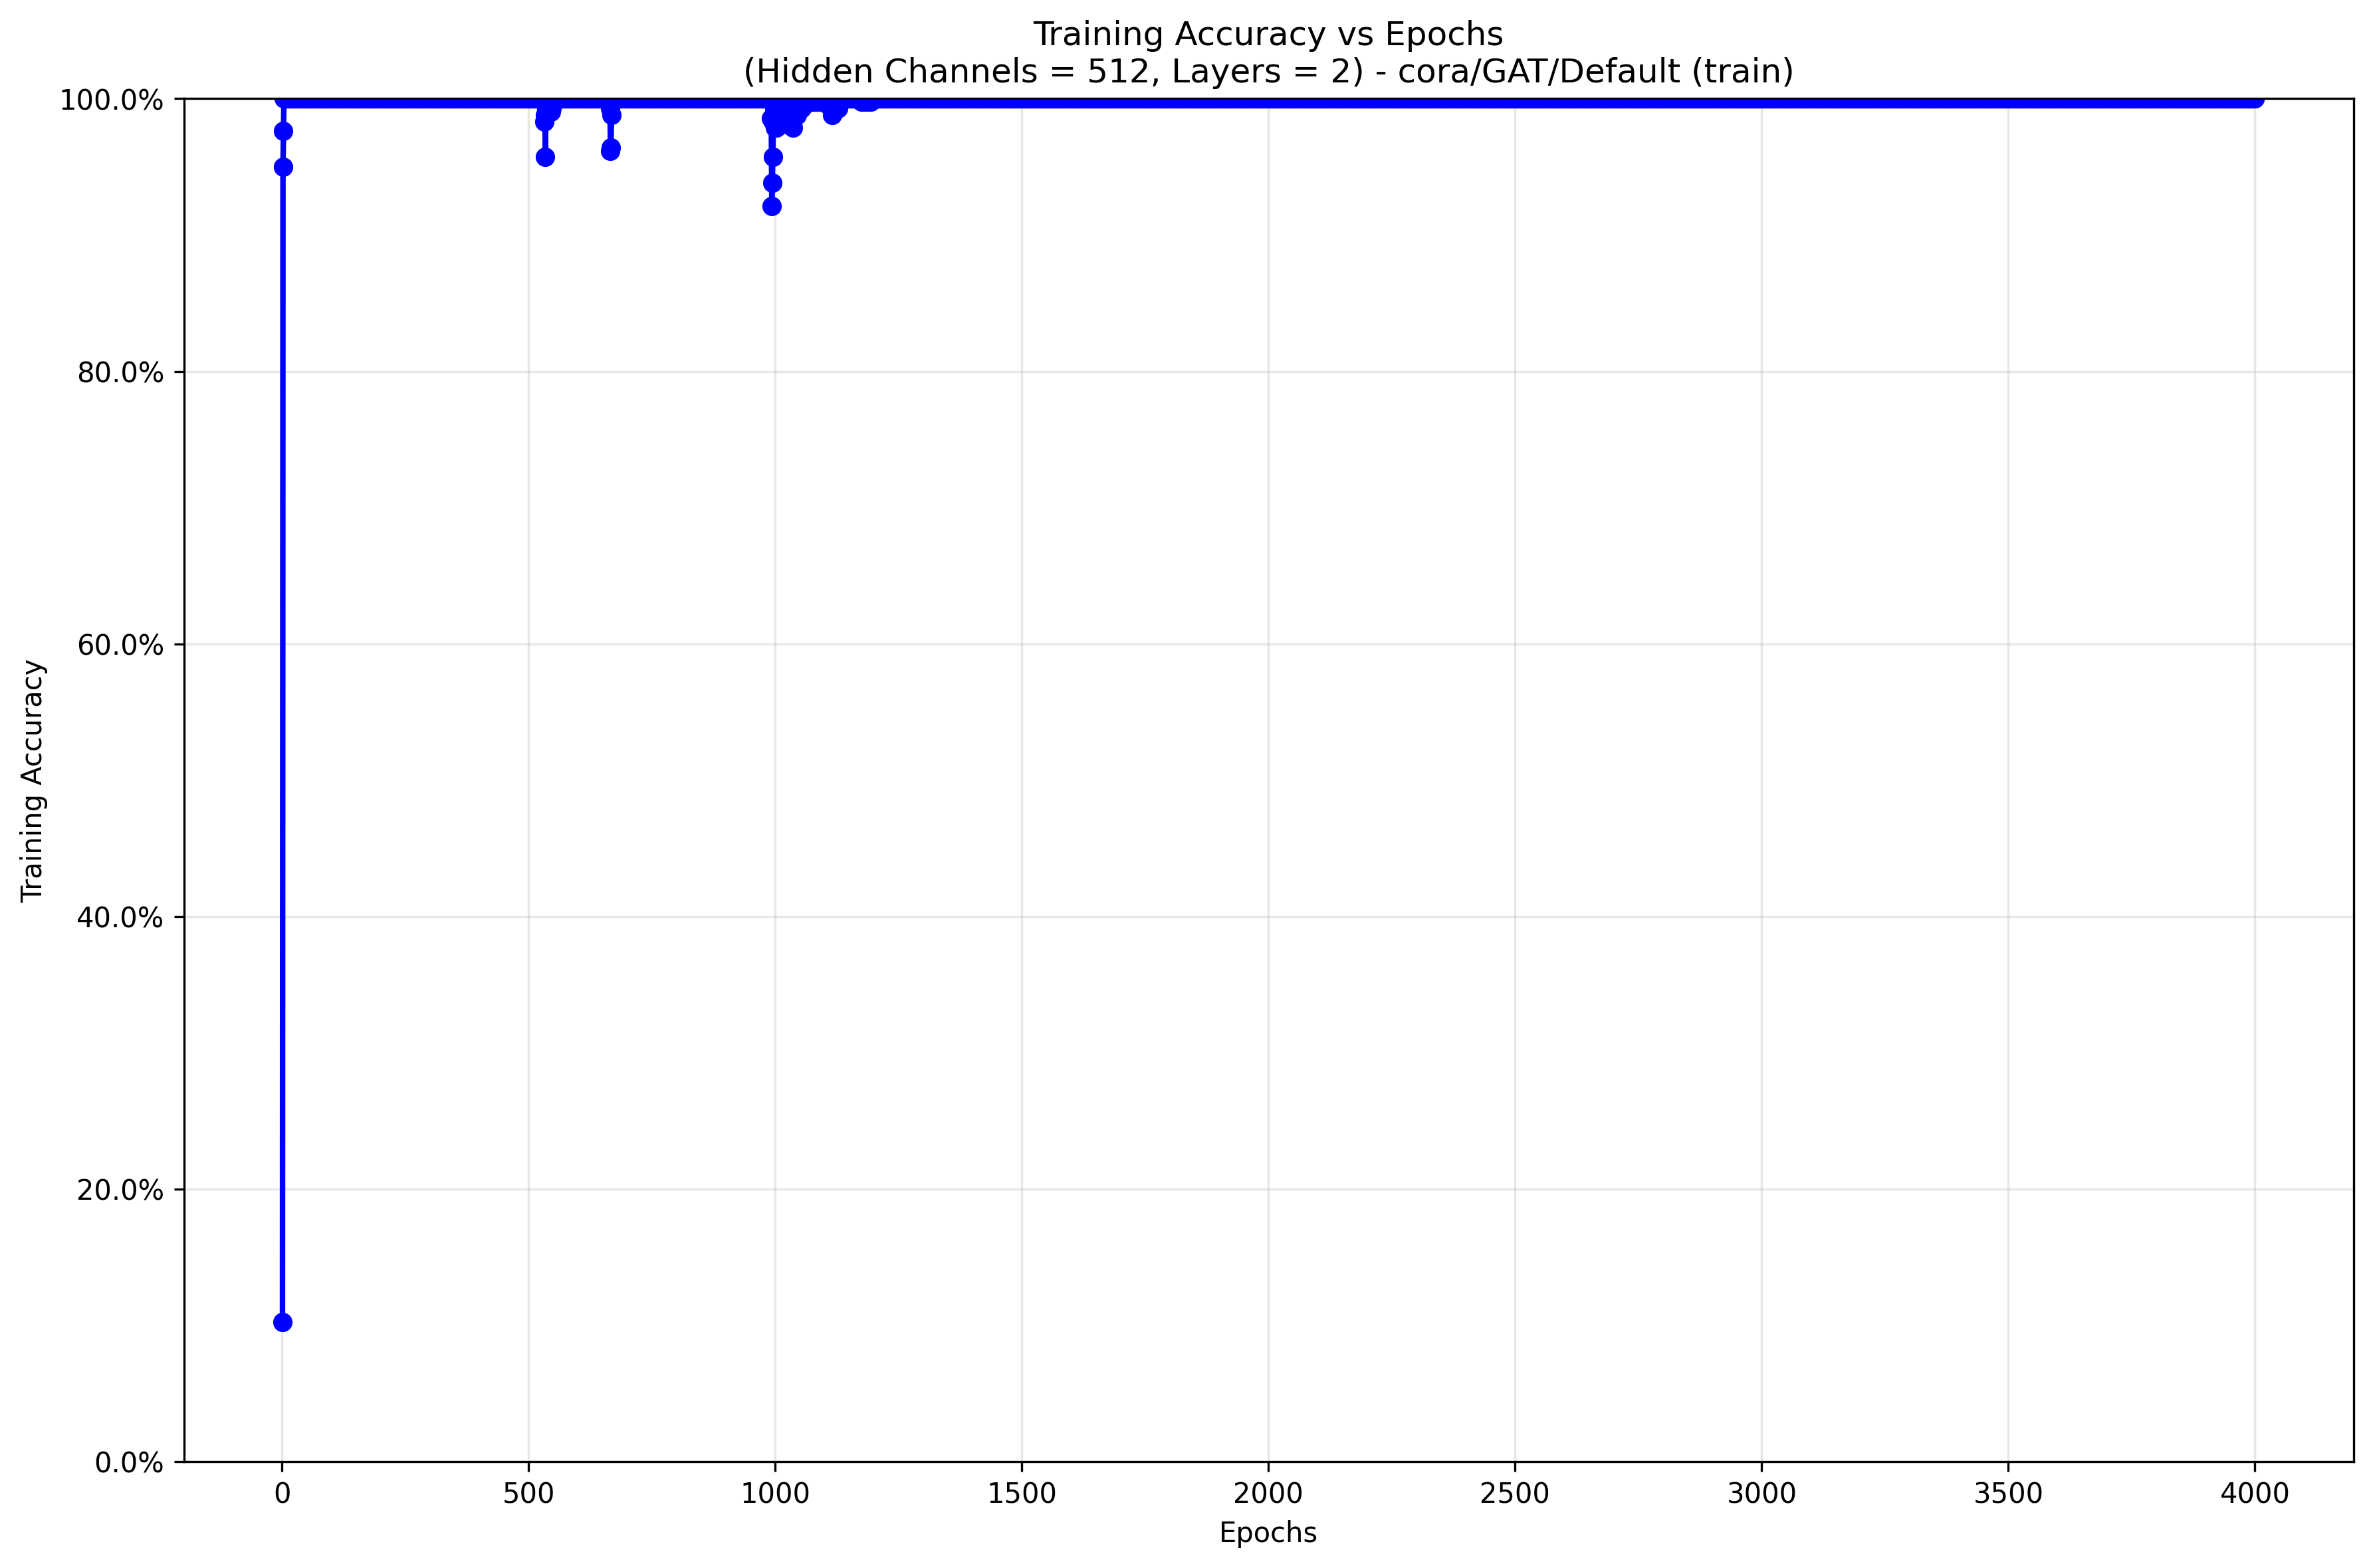 Training Accuracy vs Epochs
(Hidden Channels = 512, Layers = 2) - cora/GAT/Default (train)
100.0%
80.0%
60.0%
40.0%
20.0%
0.0%
Training Accuracy
0 500 1000 1500 2000 2500 3000 3500 4000
Epochs